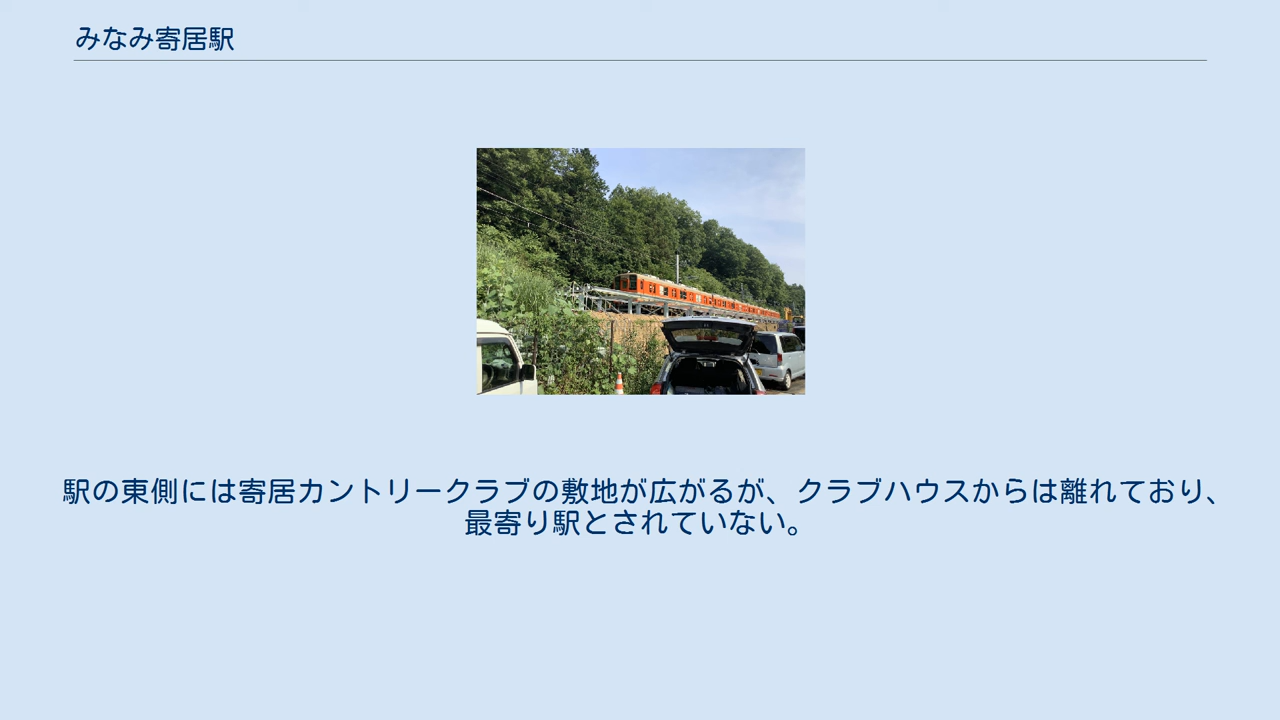 みなみ寄居駅
駅の東側には寄居カントリークラブの敷地が広がるが、クラブハウスからは離れており、
最寄り駅とされていない。